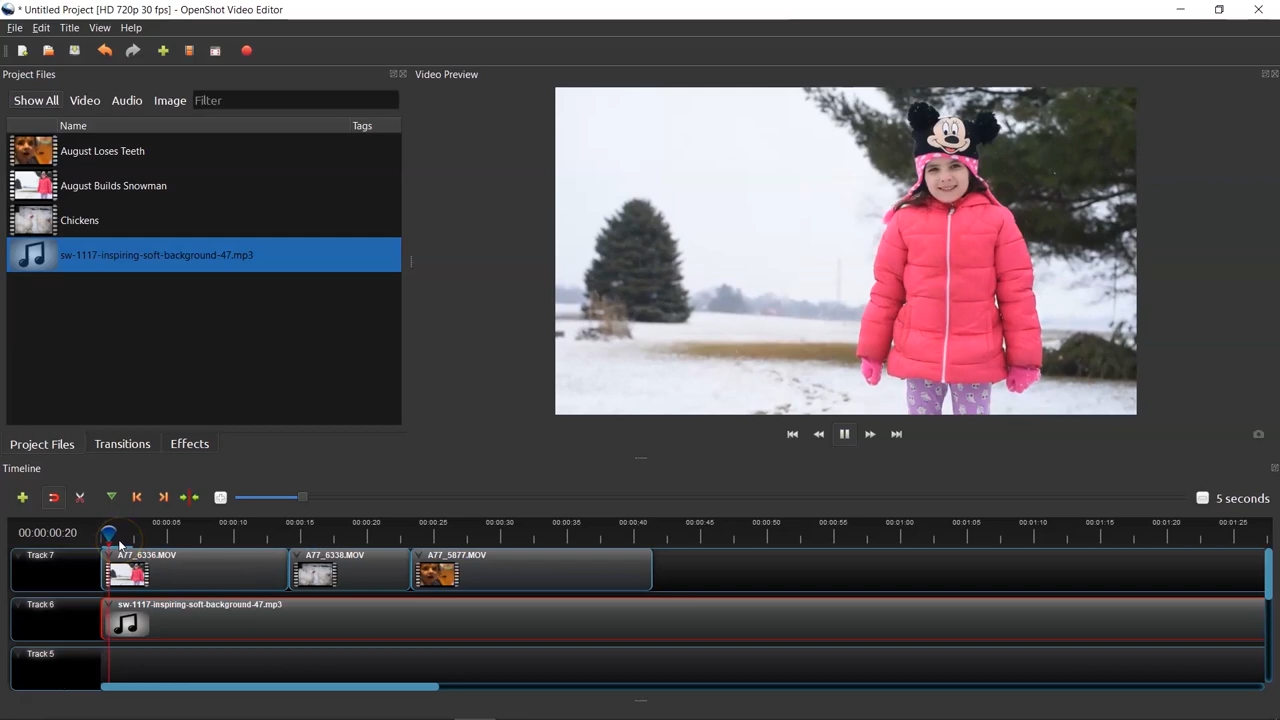 * Untitled Project [HD 720p 30 fps] - OpenShot Video Editor
File Edit Title View Help
Project Files
Video Preview
Show All Video Audio Image Filter
Name Tags
August Loses Teeth
August Builds Snowman
Chickens
sw-1117-inspiring-soft-background-47.mp3
Project Files Transitions Effects
Timeline
5 seconds
00:00:00:20
00:00:05 00:00:10 00:00:15 00:00:20 00:00:25 00:00:30 00:00:35 00:00:40 00:00:45 00:00:50 00:00:55 00:01:00 00:01:05 00:01:10 00:01:15 00:01:20 00:01:25
Track 7 A77_6336.MOV A77_6338.MOV A77_5877.MOV
Track 6 sw-1117-inspiring-soft-background-47.mp3
Track 5